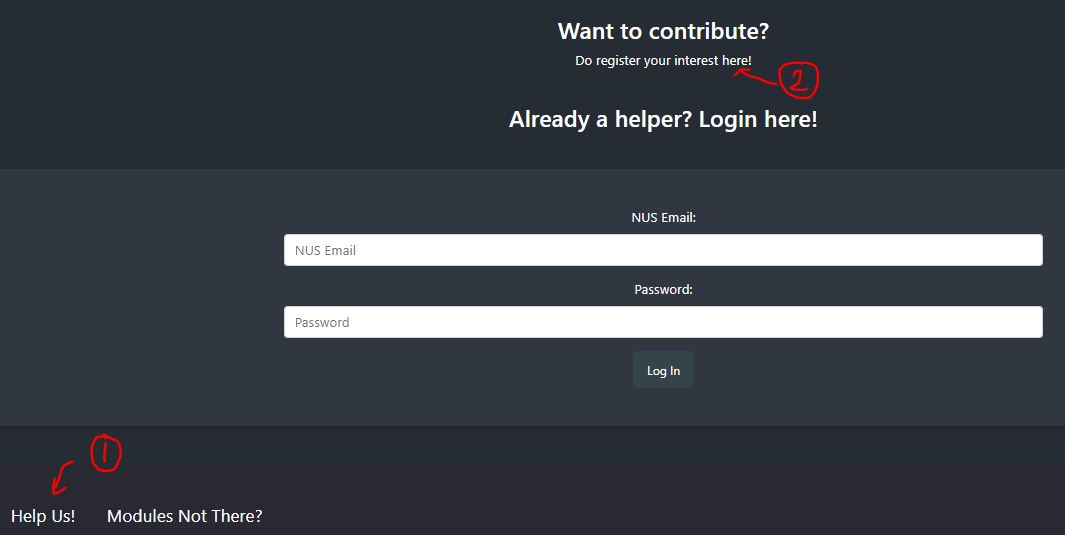 Want to contribute?
Do register your interest here!
2
Already a helper? Login here!
NUS Email:
NUS Email
Password:
Password
Log In
1
Help Us! Modules Not There?